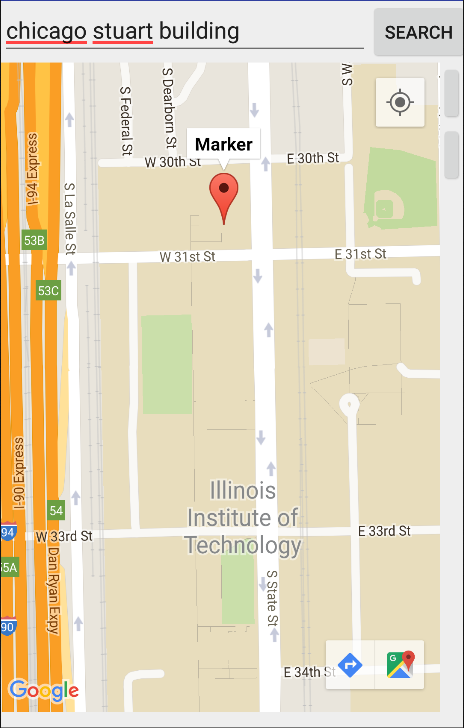 chicago stuart building
SEARCH
S Federal St
S Dearborn St
W S
Marker
W 30th St
E 30th St
I-94 Express
S La Salle St
53B
W 31st St
E 31st St
53C
I-90 Express
Illinois
Institute of
Technology
54
94
W 33rd St
E 33rd St
55A
Dan Ryan Expy
S State St
90
E 34th St
G
Google